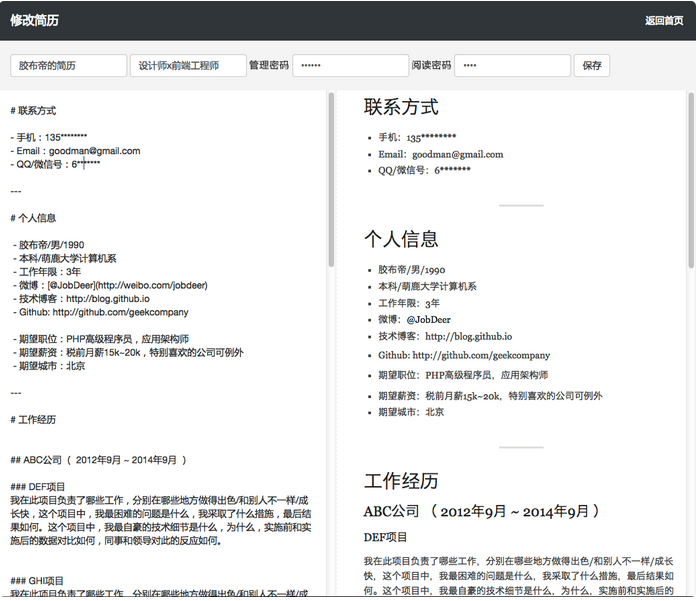 修改简历
返回首页
胶布帝的简历 设计师x前端工程师 管理密码 •••••• 阅读密码 •••• 保存
# 联系方式
- 手机：135********
- Email：goodman@gmail.com
- QQ/微信号：6*******
---
# 个人信息
- 胶布帝/男/1990
- 本科/萌鹿大学计算机系
- 工作年限：3年
- 微博：[@JobDeer](http://weibo.com/jobdeer)
- 技术博客：http://blog.github.io
- Github: http://github.com/geekcompany
- 期望职位：PHP高级程序员，应用架构师
- 期望薪资：税前月薪15k~20k，特别喜欢的公司可例外
- 期望城市：北京
---
# 工作经历
## ABC公司 （ 2012年9月 ~ 2014年9月 ）
### DEF项目
我在此项目负责了哪些工作，分别在哪些地方做得出色/和别人不一样/成
长快，这个项目中，我最困难的问题是什么，我采取了什么措施，最后结
果如何。这个项目中，我最自豪的技术细节是什么，为什么，实施前和实
施后的数据对比如何，同事和领导对此的反应如何。
### GHI项目
我在此项目负责了哪些工作，分别在哪些地方做得出色/和别人不一样/成
联系方式
手机：135********
Email：goodman@gmail.com
QQ/微信号：6*******
个人信息
胶布帝/男/1990
本科/萌鹿大学计算机系
工作年限：3年
微博：@JobDeer
技术博客：http://blog.github.io
Github: http://github.com/geekcompany
期望职位：PHP高级程序员，应用架构师
期望薪资：税前月薪15k~20k，特别喜欢的公司可例外
期望城市：北京
工作经历
ABC公司 （ 2012年9月 ~ 2014年9月 ）
DEF项目
我在此项目负责了哪些工作，分别在哪些地方做得出色/和别人不一样/成长
快，这个项目中，我最困难的问题是什么，我采取了什么措施，最后结果如
何。这个项目中，我最自豪的技术细节是什么，为什么，实施前和实施后的